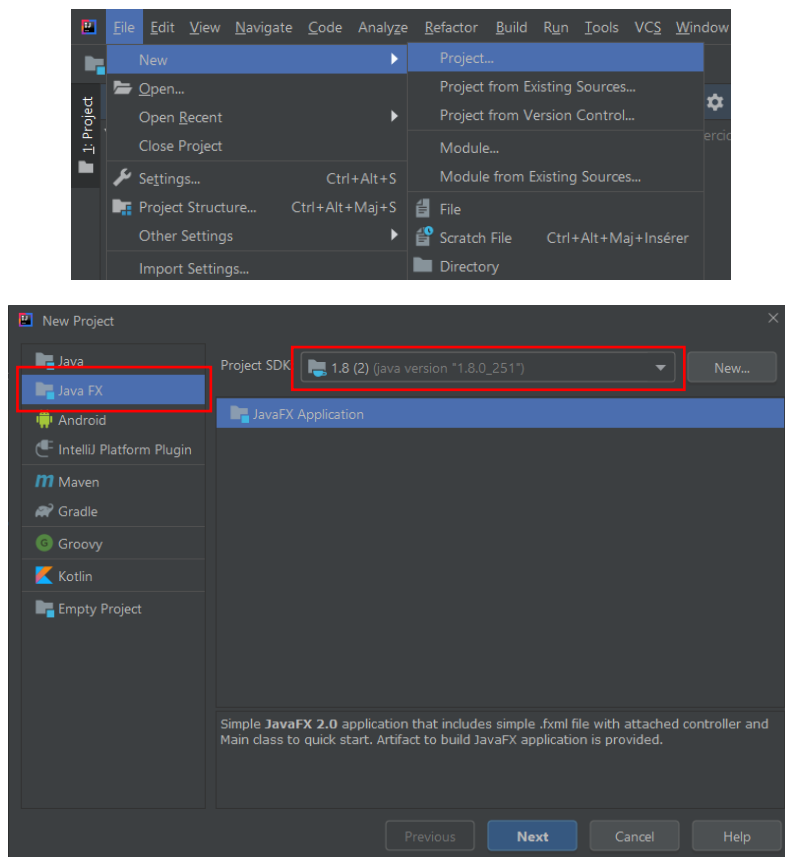 File Edit View Navigate Code Analyze Refactor Build Run Tools VCS Window
1: Project
New
Open...
Open Recent
Close Project
Settings... Ctrl+Alt+S
Project Structure... Ctrl+Alt+Maj+S
Other Settings
Import Settings...
Project...
Project from Existing Sources...
Project from Version Control...
Module...
Module from Existing Sources...
File
Scratch File Ctrl+Alt+Maj+Insérer
Directory
New Project
Java
Java FX
Android
IntelliJ Platform Plugin
Maven
Gradle
Groovy
Kotlin
Empty Project
Project SDK 1.8 (2) (java version "1.8.0_251") New...
JavaFX Application
Simple JavaFX 2.0 application that includes simple .fxml file with attached controller and
Main class to quick start. Artifact to build JavaFX application is provided.
Previous Next Cancel Help